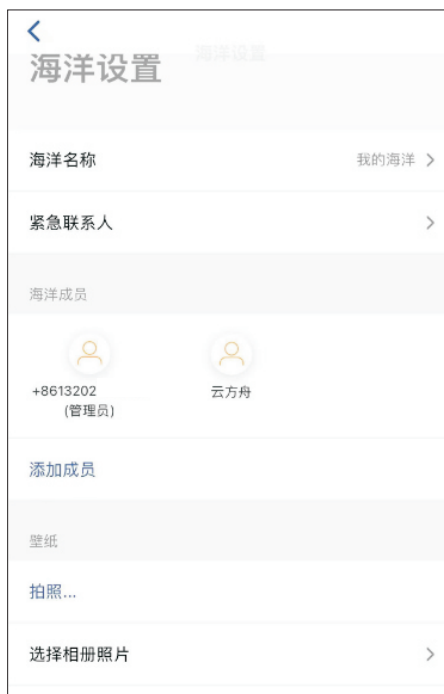 海洋设置
海洋设置
海洋名称 我的海洋
紧急联系人
海洋成员
+8613202 云方舟
(管理员)
添加成员
壁纸
拍照...
选择相册照片